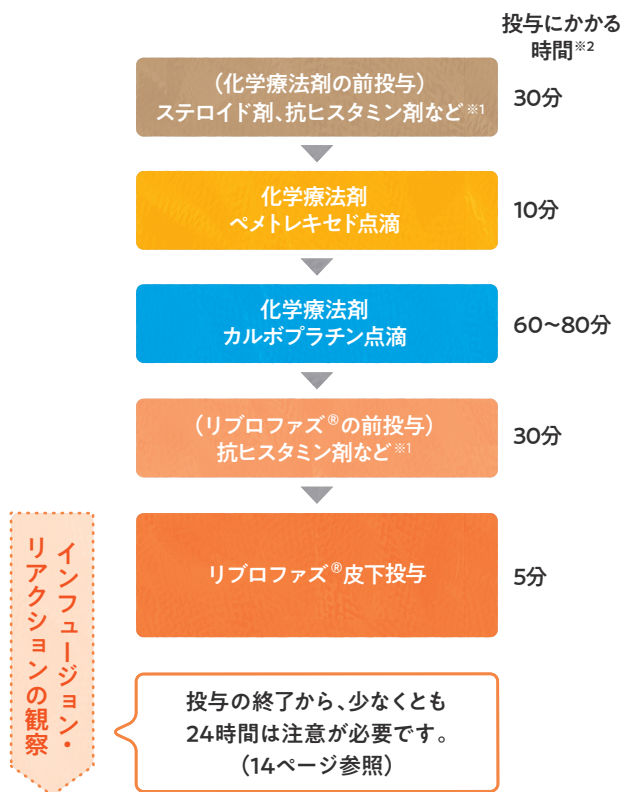 投与にかかる
時間※2
（化学療法剤の前投与）
ステロイド剤、抗ヒスタミン剤など※1
30分
化学療法剤
ペメトレキセド点滴
10分
化学療法剤
カルボプラチン点滴
60〜80分
（リブロファズ®の前投与）
抗ヒスタミン剤など※1
30分
リブロファズ®皮下投与
5分
インフュージョン・
リアクションの観察
投与の終了から、少なくとも
24時間は注意が必要です。
（14ページ参照）